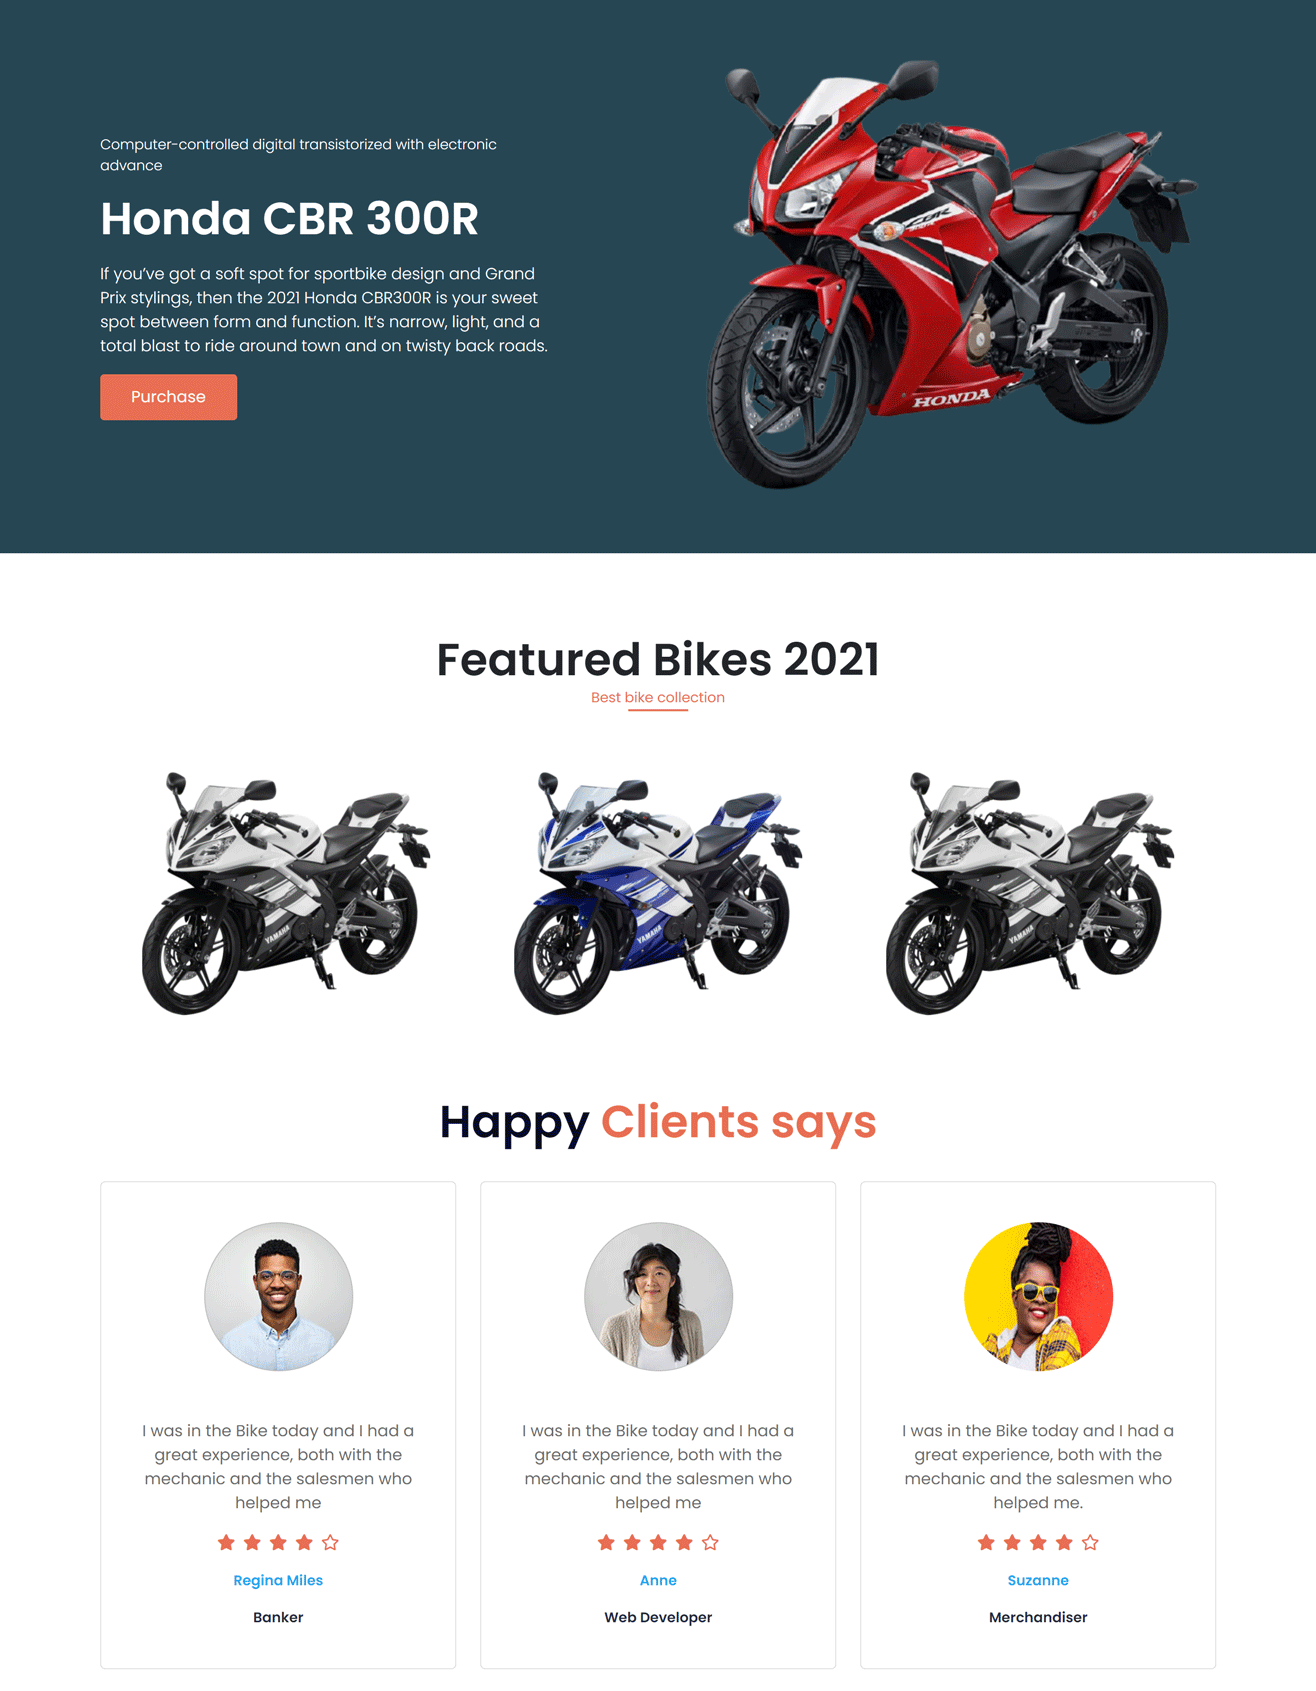 Computer-controlled digital transistorized with electronic
advance
Honda CBR 300R
If you’ve got a soft spot for sportbike design and Grand
Prix stylings, then the 2021 Honda CBR300R is your sweet
spot between form and function. It’s narrow, light, and a
total blast to ride around town and on twisty back roads.
Purchase
CBR
HONDA
Featured Bikes 2021
Best bike collection
YAMAHA
YAMAHA
YAMAHA
Happy Clients says
I was in the Bike today and I had a
great experience, both with the
mechanic and the salesmen who
helped me
Regina Miles
Banker
I was in the Bike today and I had a
great experience, both with the
mechanic and the salesmen who
helped me
Anne
Web Developer
I was in the Bike today and I had a
great experience, both with the
mechanic and the salesmen who
helped me.
Suzanne
Merchandiser